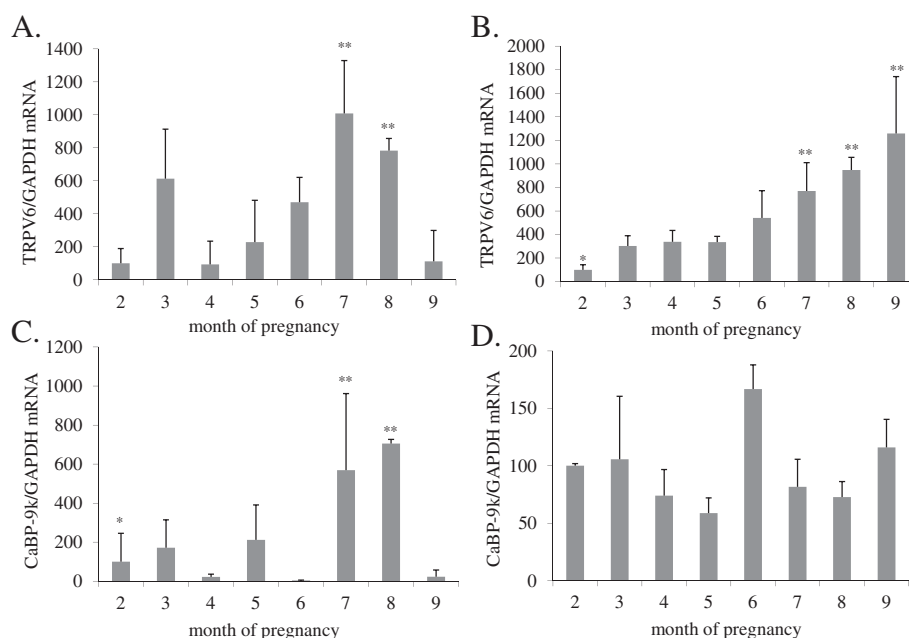 A.
TRPV6/GAPDH mRNA
1400
1200
1000
800
600
400
200
0
**
**
2 3 4 5 6 7 8 9
month of pregnancy
B.
TRPV6/GAPDH mRNA
2000
1800
1600
1400
1200
1000
800
600
400
200
0
*
**
**
**
2 3 4 5 6 7 8 9
month of pregnancy
C.
CaBP-9k/GAPDH mRNA
1200
1000
800
600
400
200
0
*
**
**
2 3 4 5 6 7 8 9
month of pregnancy
D.
CaBP-9k/GAPDH mRNA
200
150
100
50
0
2 3 4 5 6 7 8 9
month of pregnancy